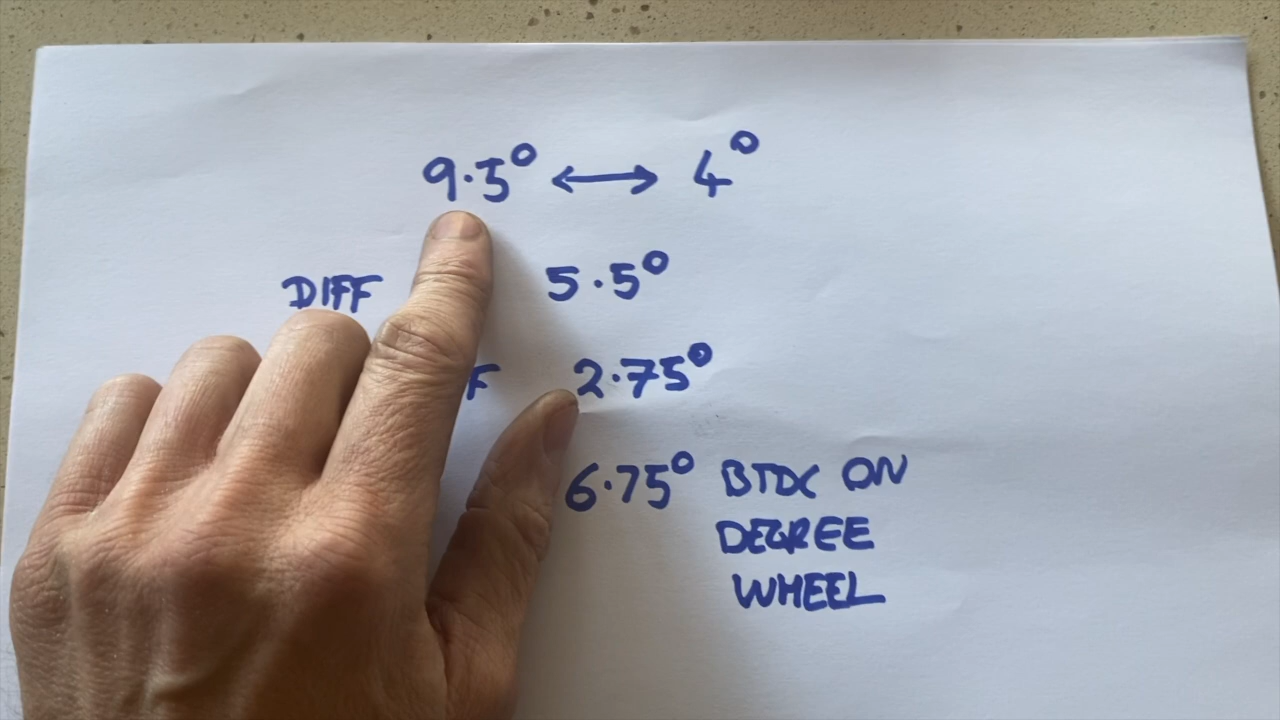 9.5° ↔ 4°
DIFF 5.5°
F 2.75°
6.75° BTDC ON
DEGREE
WHEEL